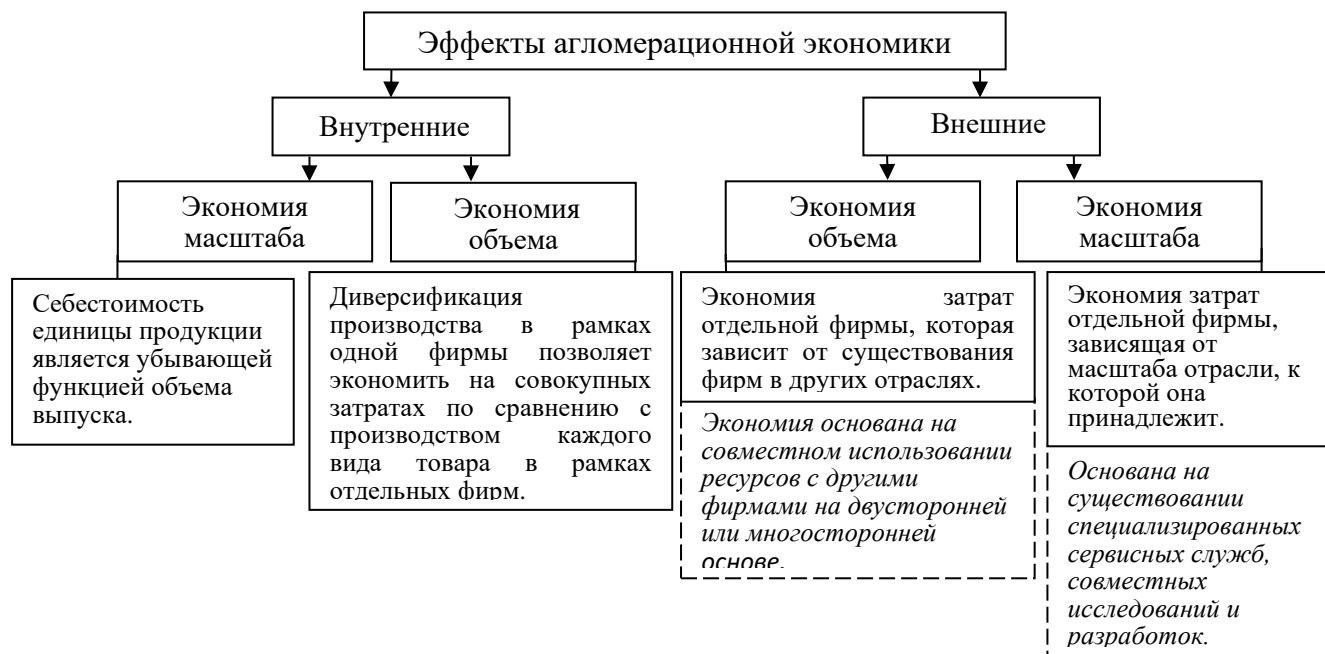 Эффекты агломерационной экономики
Внутренние
Внешние
Экономия
масштаба
Экономия
объема
Экономия
объема
Экономия
масштаба
Себестоимость
единицы продукции
является убывающей
функцией объема
выпуска.
Диверсификация
производства в рамках
одной фирмы позволяет
экономить на совокупных
затратах по сравнению с
производством каждого
вида товара в рамках
отдельных фирм.
Экономия затрат
отдельной фирмы, которая
зависит от существования
фирм в других отраслях.
Экономия основана на
совместном использовании
ресурсов с другими
фирмами на двусторонней
или многосторонней
основе.
Экономия затрат
отдельной фирмы,
зависящая от
масштаба отрасли, к
которой она
принадлежит.
Основана на
существовании
специализированных
сервисных служб,
совместных
исследований и
разработок.